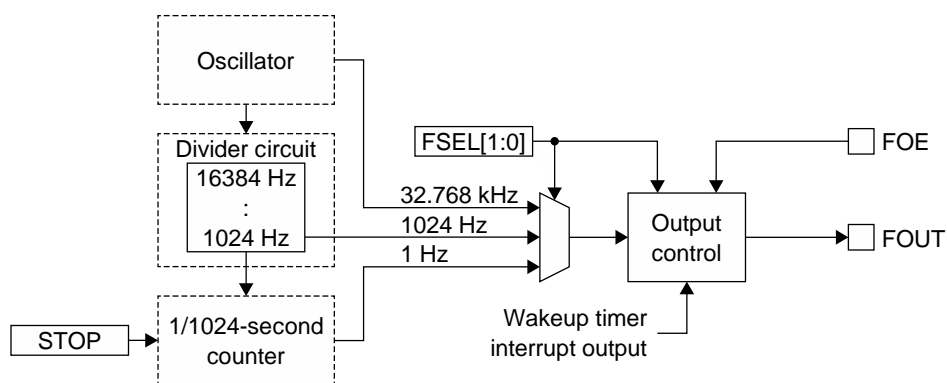 Oscillator
Divider circuit
16384 Hz
:
1024 Hz
1/1024-second
counter
STOP
FSEL[1:0]
32.768 kHz
1024 Hz
1 Hz
Output
control
FOE
FOUT
Wakeup timer
interrupt output